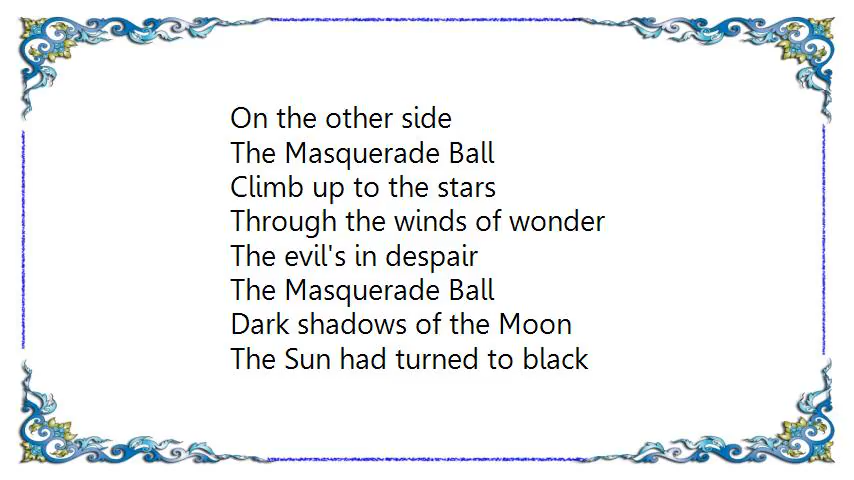 On the other side
The Masquerade Ball
Climb up to the stars
Through the winds of wonder
The evil's in despair
The Masquerade Ball
Dark shadows of the Moon
The Sun had turned to black